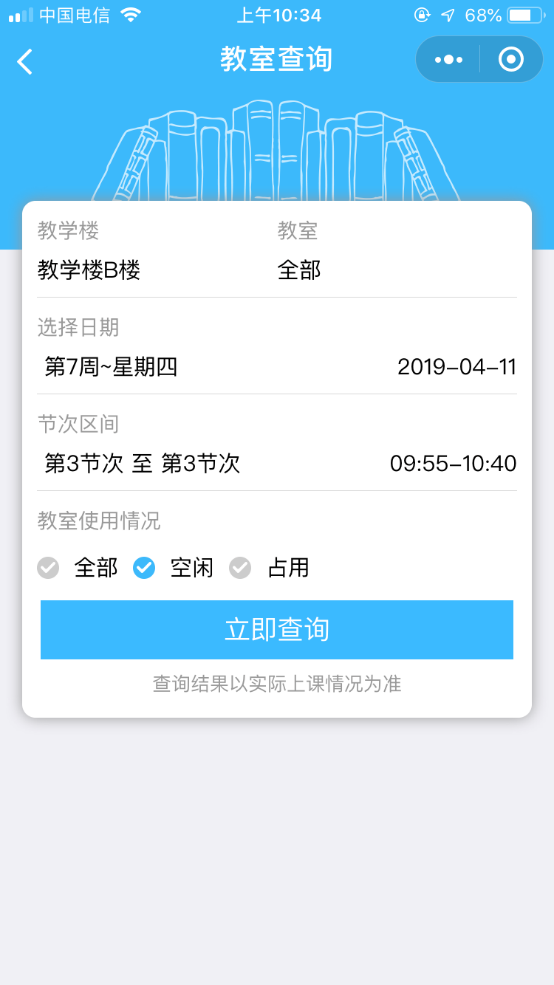 中国电信 上午10:34 68%
教室查询
教学楼 教室
教学楼B楼 全部
选择日期
第7周~星期四 2019-04-11
节次区间
第3节次 至 第3节次 09:55-10:40
教室使用情况
全部 空闲 占用
立即查询
查询结果以实际上课情况为准